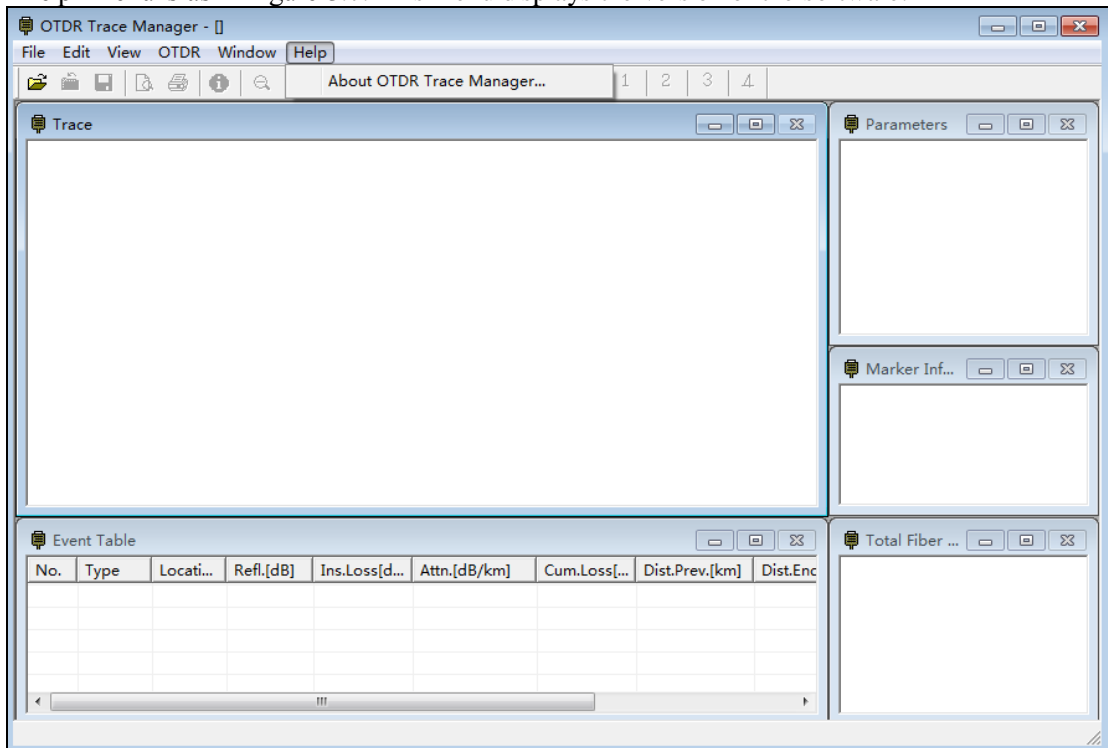 OTDR Trace Manager - []
File Edit View OTDR Window Help
About OTDR Trace Manager...
1 2 3 4
Trace
Parameters
Marker Inf...
Event Table
Total Fiber ...
No. Type Locati... Refl.[dB] Ins.Loss[d... Attn.[dB/km] Cum.Loss[... Dist.Prev.[km] Dist.Enc